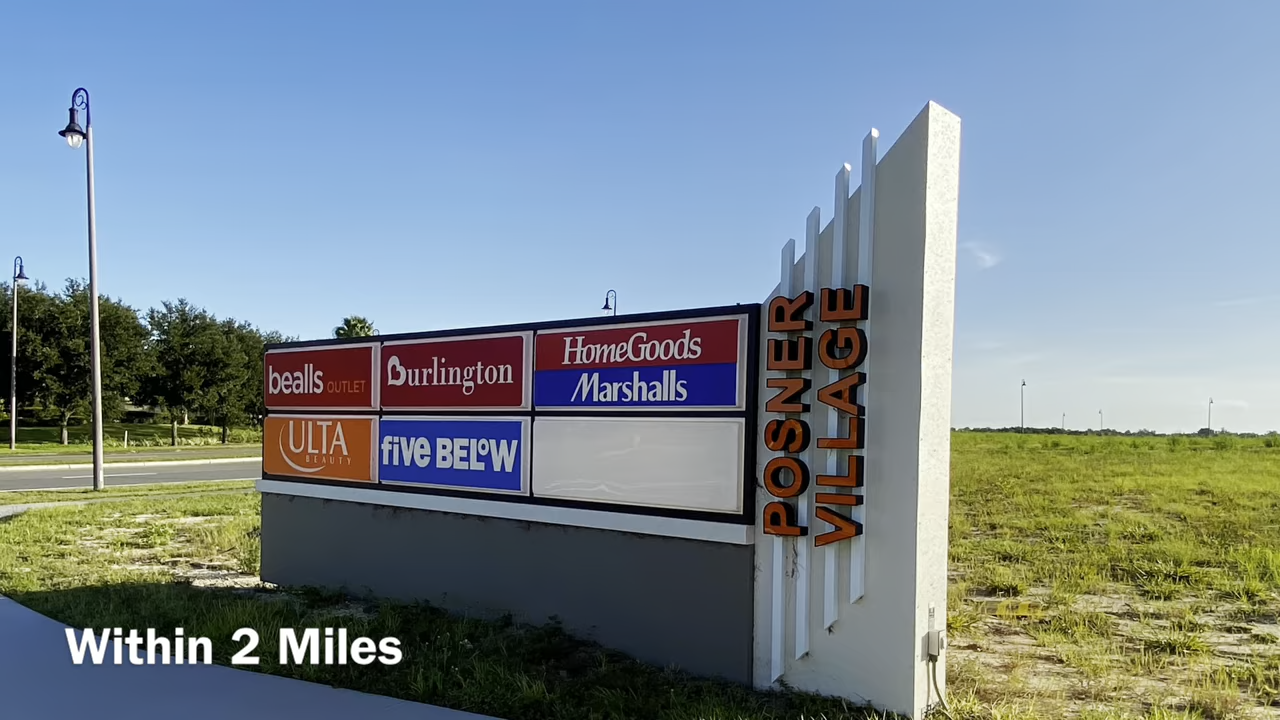 bealls OUTLET
Burlington
HomeGoods
Marshalls
ULTA
BEAUTY
five BELOW
POSNER
VILLAGE
Within 2 Miles